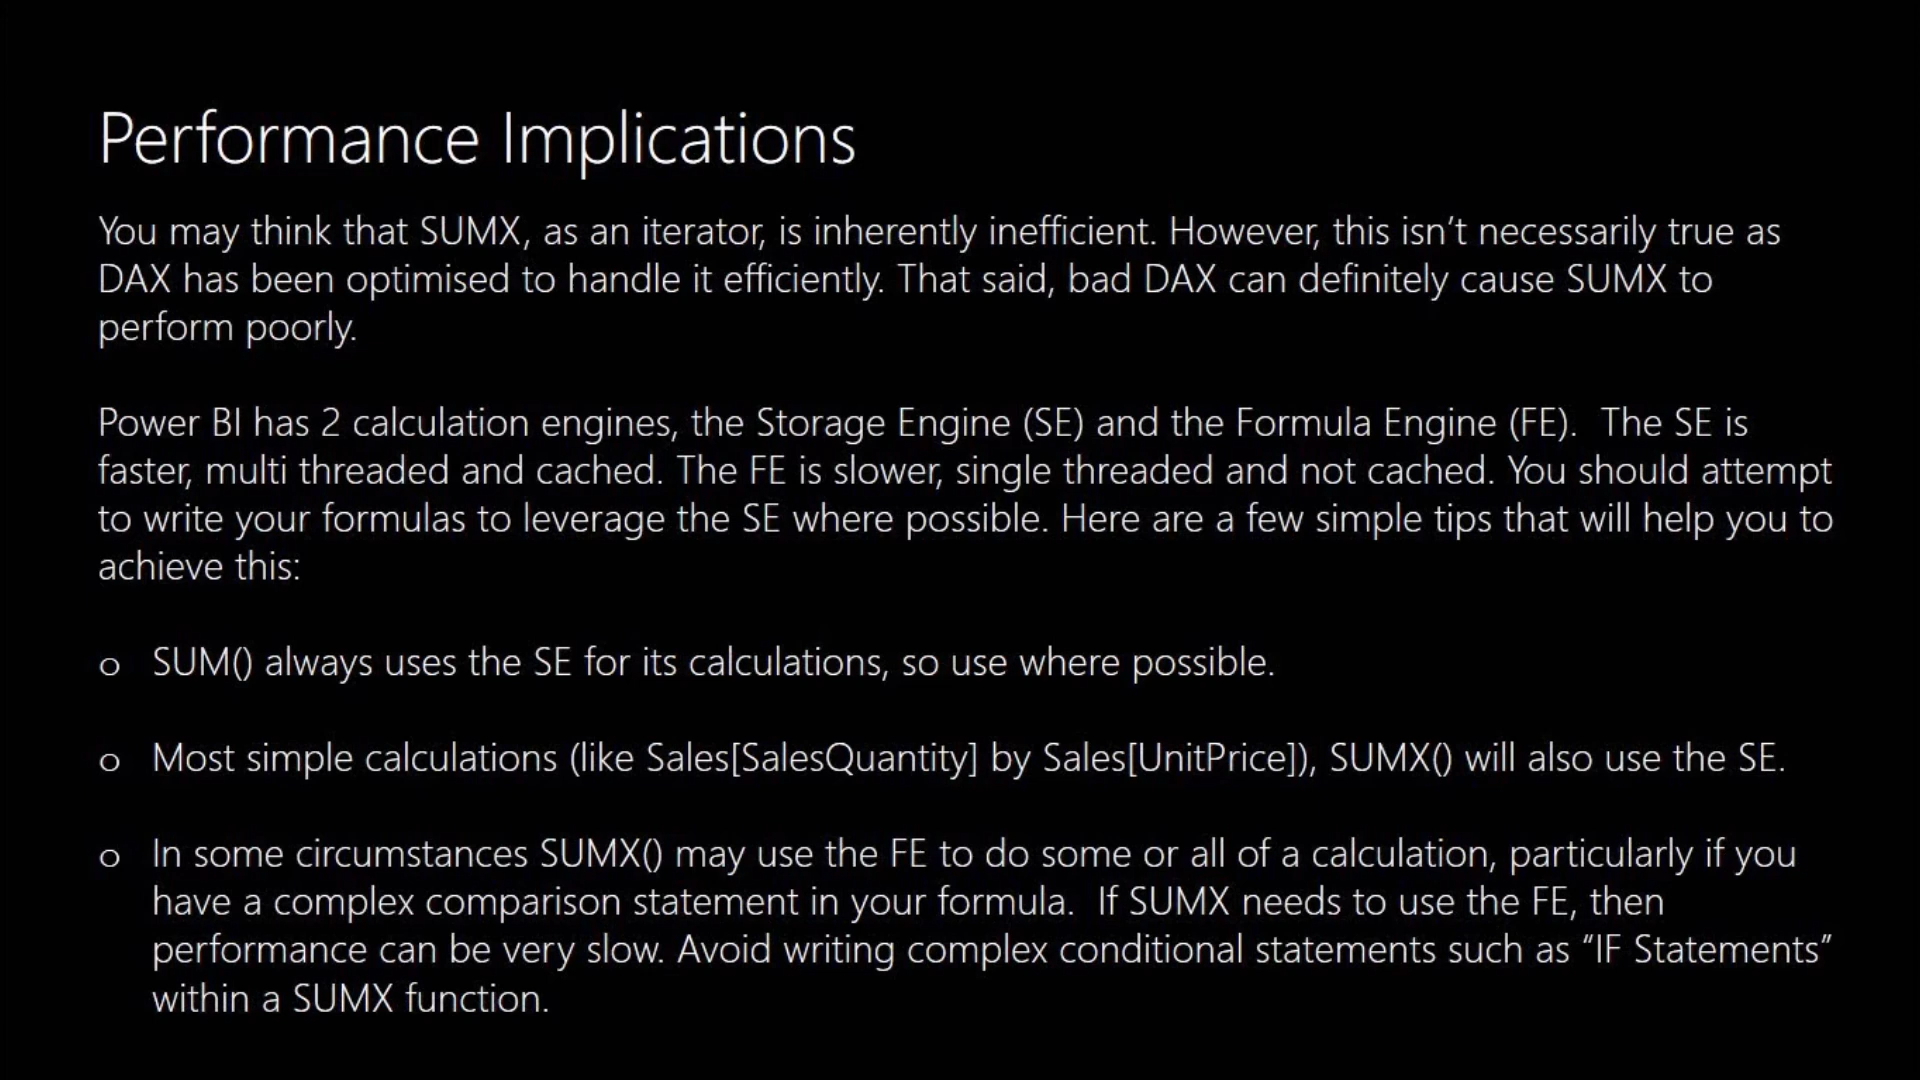 Performance Implications
You may think that SUMX, as an iterator, is inherently inefficient. However, this isn’t necessarily true as
DAX has been optimised to handle it efficiently. That said, bad DAX can definitely cause SUMX to
perform poorly.
Power BI has 2 calculation engines, the Storage Engine (SE) and the Formula Engine (FE).  The SE is
faster, multi threaded and cached. The FE is slower, single threaded and not cached. You should attempt
to write your formulas to leverage the SE where possible. Here are a few simple tips that will help you to
achieve this:
o SUM() always uses the SE for its calculations, so use where possible.
o Most simple calculations (like Sales[SalesQuantity] by Sales[UnitPrice]), SUMX() will also use the SE.
o In some circumstances SUMX() may use the FE to do some or all of a calculation, particularly if you
have a complex comparison statement in your formula.  If SUMX needs to use the FE, then
performance can be very slow. Avoid writing complex conditional statements such as “IF Statements”
within a SUMX function.